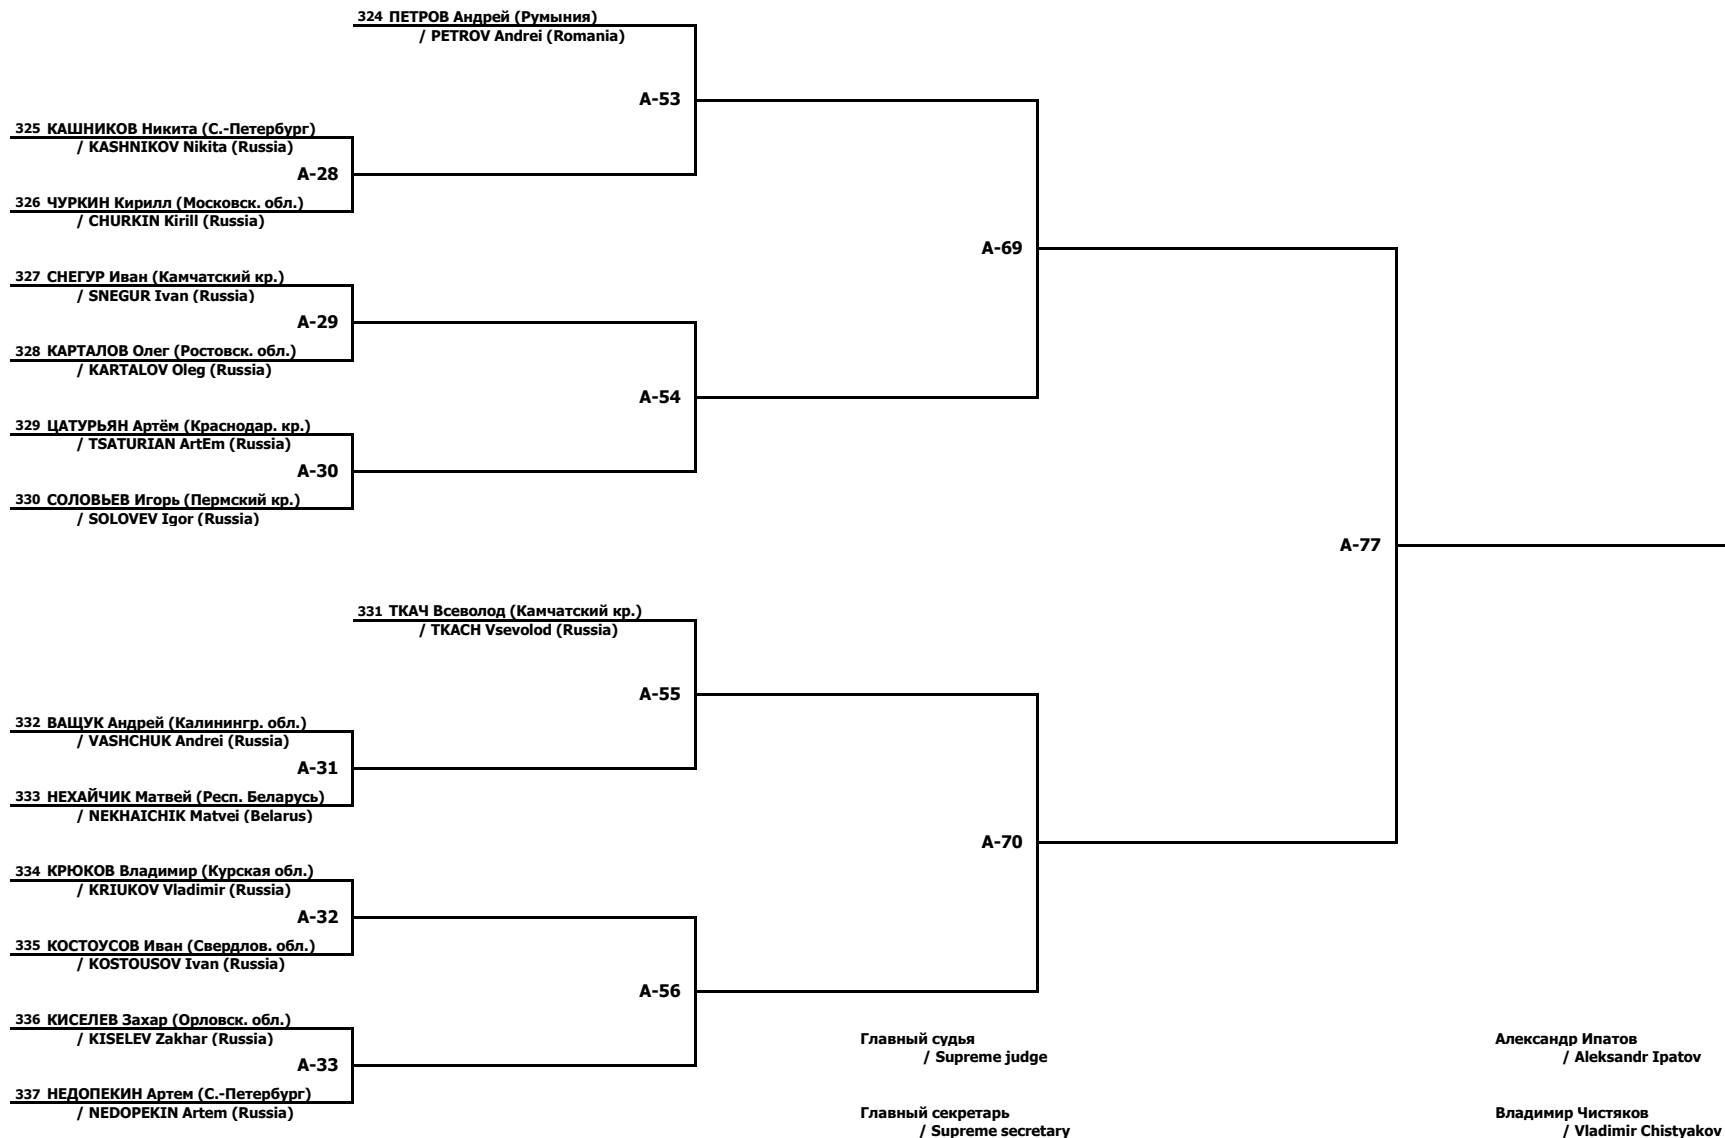 324 ПЕТРОВ Андрей (Румыния)
/ PETROV Andrei (Romania)
A-53
325 КАШНИКОВ Никита (С.-Петербург)
/ KASHNIKOV Nikita (Russia)
A-28
326 ЧУРКИН Кирилл (Московск. обл.)
/ CHURKIN Kirill (Russia)
A-69
327 СНЕГУР Иван (Камчатский кр.)
/ SNEGUR Ivan (Russia)
A-29
328 КАРТАЛОВ Олег (Ростовск. обл.)
/ KARTALOV Oleg (Russia)
A-54
329 ЦАТУРЬЯН Артём (Краснодар. кр.)
/ TSATURIAN ArtEm (Russia)
A-30
330 СОЛОВЬЕВ Игорь (Пермский кр.)
/ SOLOVEV Igor (Russia)
A-77
331 ТКАЧ Всеволод (Камчатский кр.)
/ TKACH Vsevolod (Russia)
A-55
332 ВАЩУК Андрей (Калинингр. обл.)
/ VASHCHUK Andrei (Russia)
A-31
333 НЕХАЙЧИК Матвей (Респ. Беларусь)
/ NEKHAICHIK Matvei (Belarus)
A-70
334 КРЮКОВ Владимир (Курская обл.)
/ KRIUKOV Vladimir (Russia)
A-32
335 КОСТОУСОВ Иван (Свердлов. обл.)
/ KOSTOUSOV Ivan (Russia)
A-56
336 КИСЕЛЕВ Захар (Орловск. обл.)
/ KISELEV Zakhar (Russia)
A-33
337 НЕДОПЕКИН Артем (С.-Петербург)
/ NEDOPEKIN Artem (Russia)
Главный судья
/ Supreme judge
Александр Ипатов
/ Aleksandr Ipatov
Главный секретарь
/ Supreme secretary
Владимир Чистяков
/ Vladimir Chistyakov